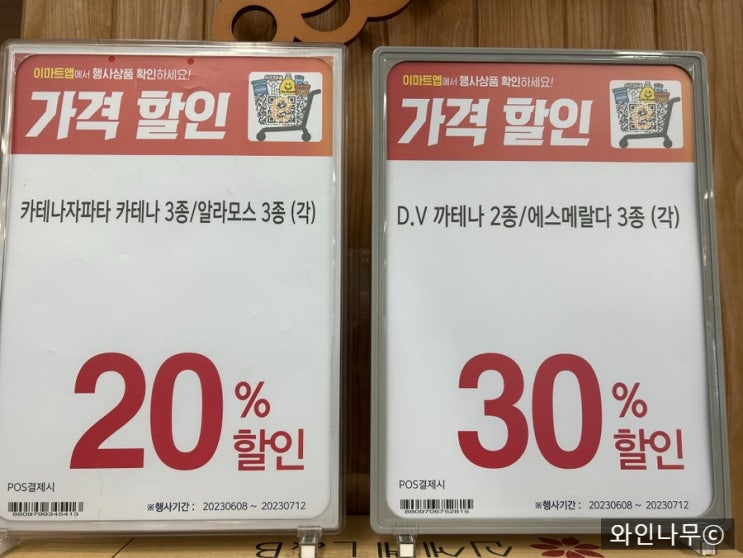 이마트앱에서 행사상품 확인하세요!
가격 할인
카테나자파타 카테나 3종/알라모스 3종 (각)
20%
할인
POS결제시
8809799345413
※행사기간 : 20230608 ~ 20230712
이마트앱에서 행사상품 확인하세요!
가격 할인
D.V 까테나 2종/에스메랄다 3종 (각)
30%
할인
POS결제시
8809706752815
※행사기간 : 20230608 ~ 20230712
신세계 L&B
와인나무©